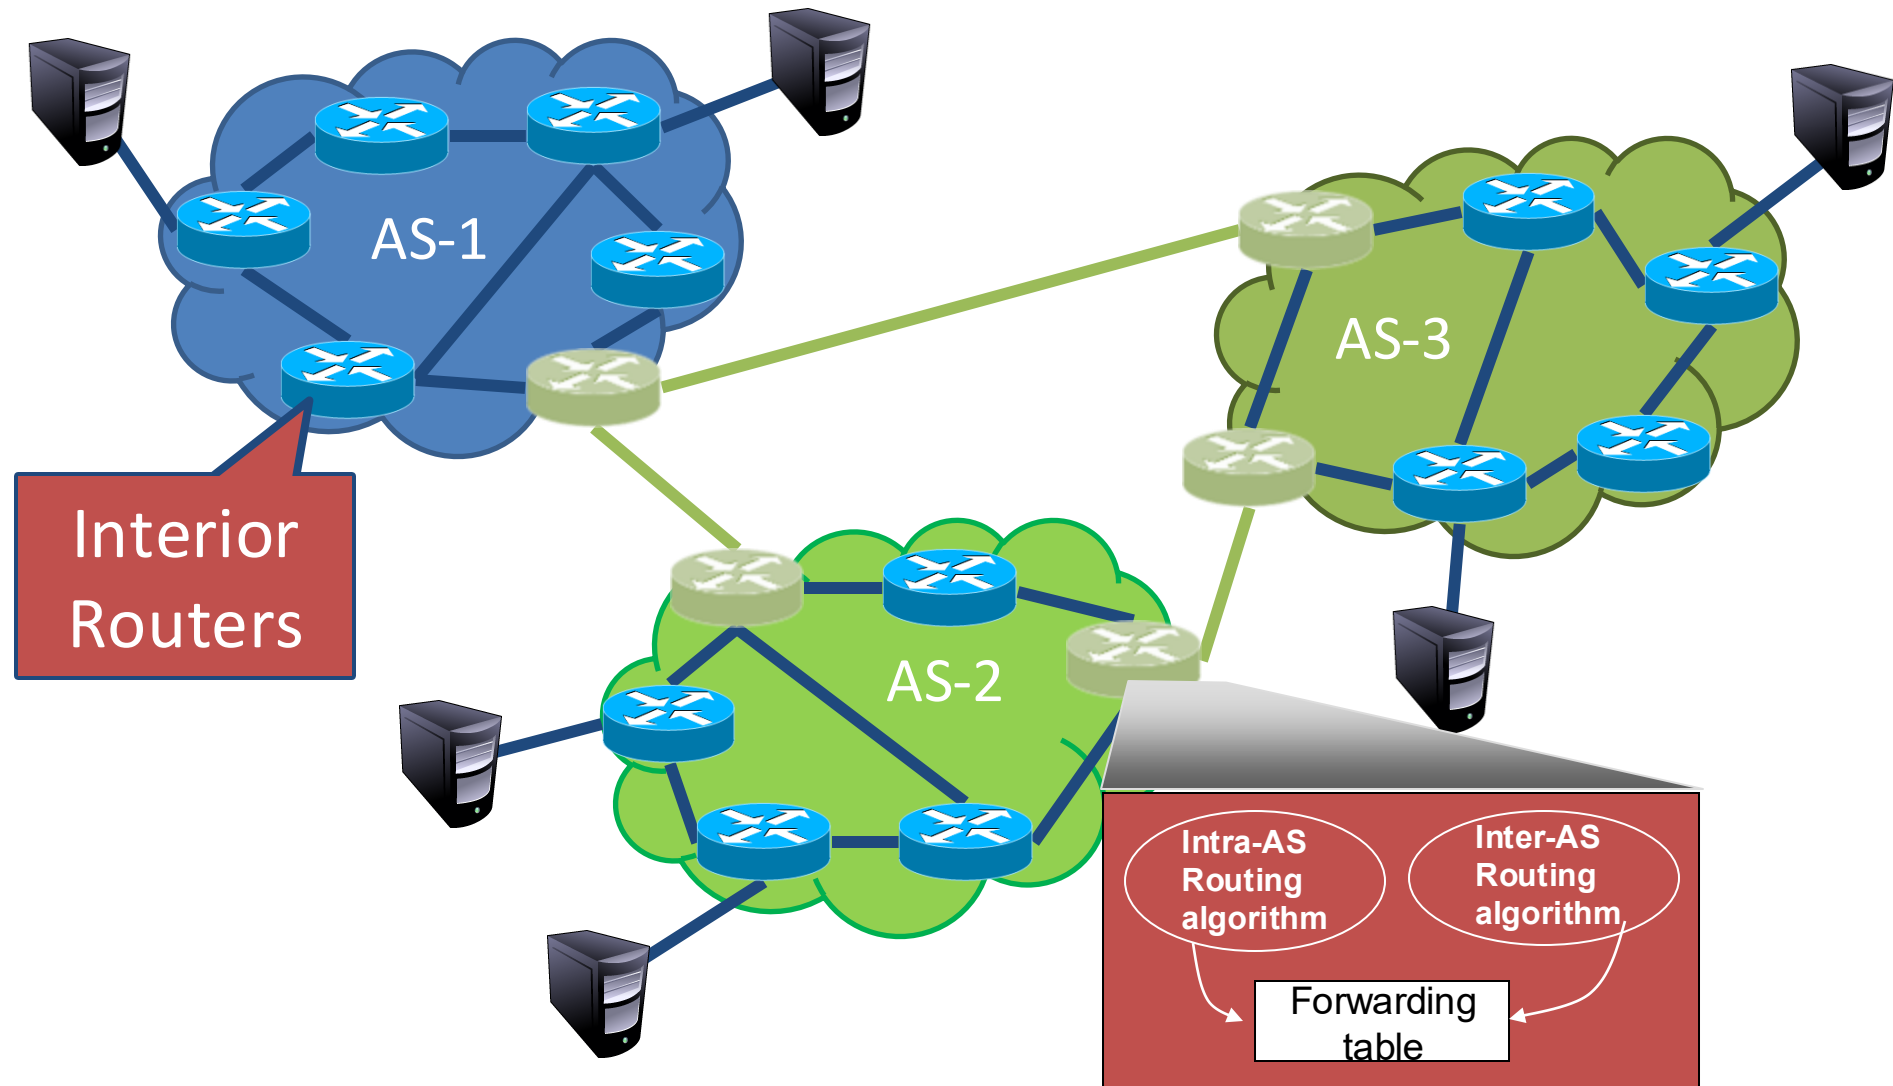 AS-1
AS-3
Interior
Routers
AS-2
Intra-AS
Routing
algorithm
Inter-AS
Routing
algorithm
Forwarding
table